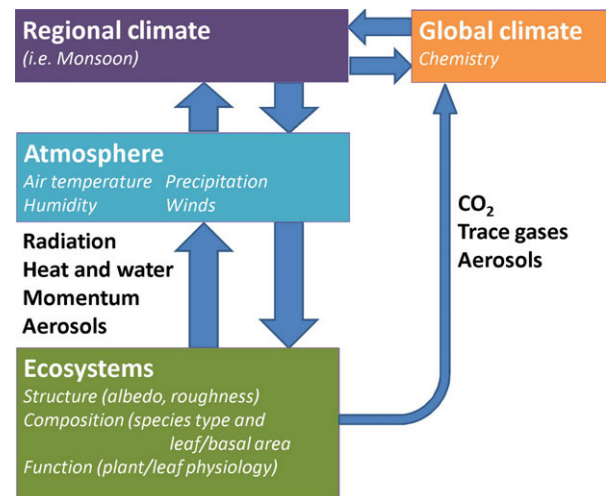 Regional climate
(i.e. Monsoon)
Global climate
Chemistry
Atmosphere
Air temperature Precipitation
Humidity Winds
Radiation
Heat and water
Momentum
Aerosols
CO₂
Trace gases
Aerosols
Ecosystems
Structure (albedo, roughness)
Composition (species type and
leaf/basal area
Function (plant/leaf physiology)